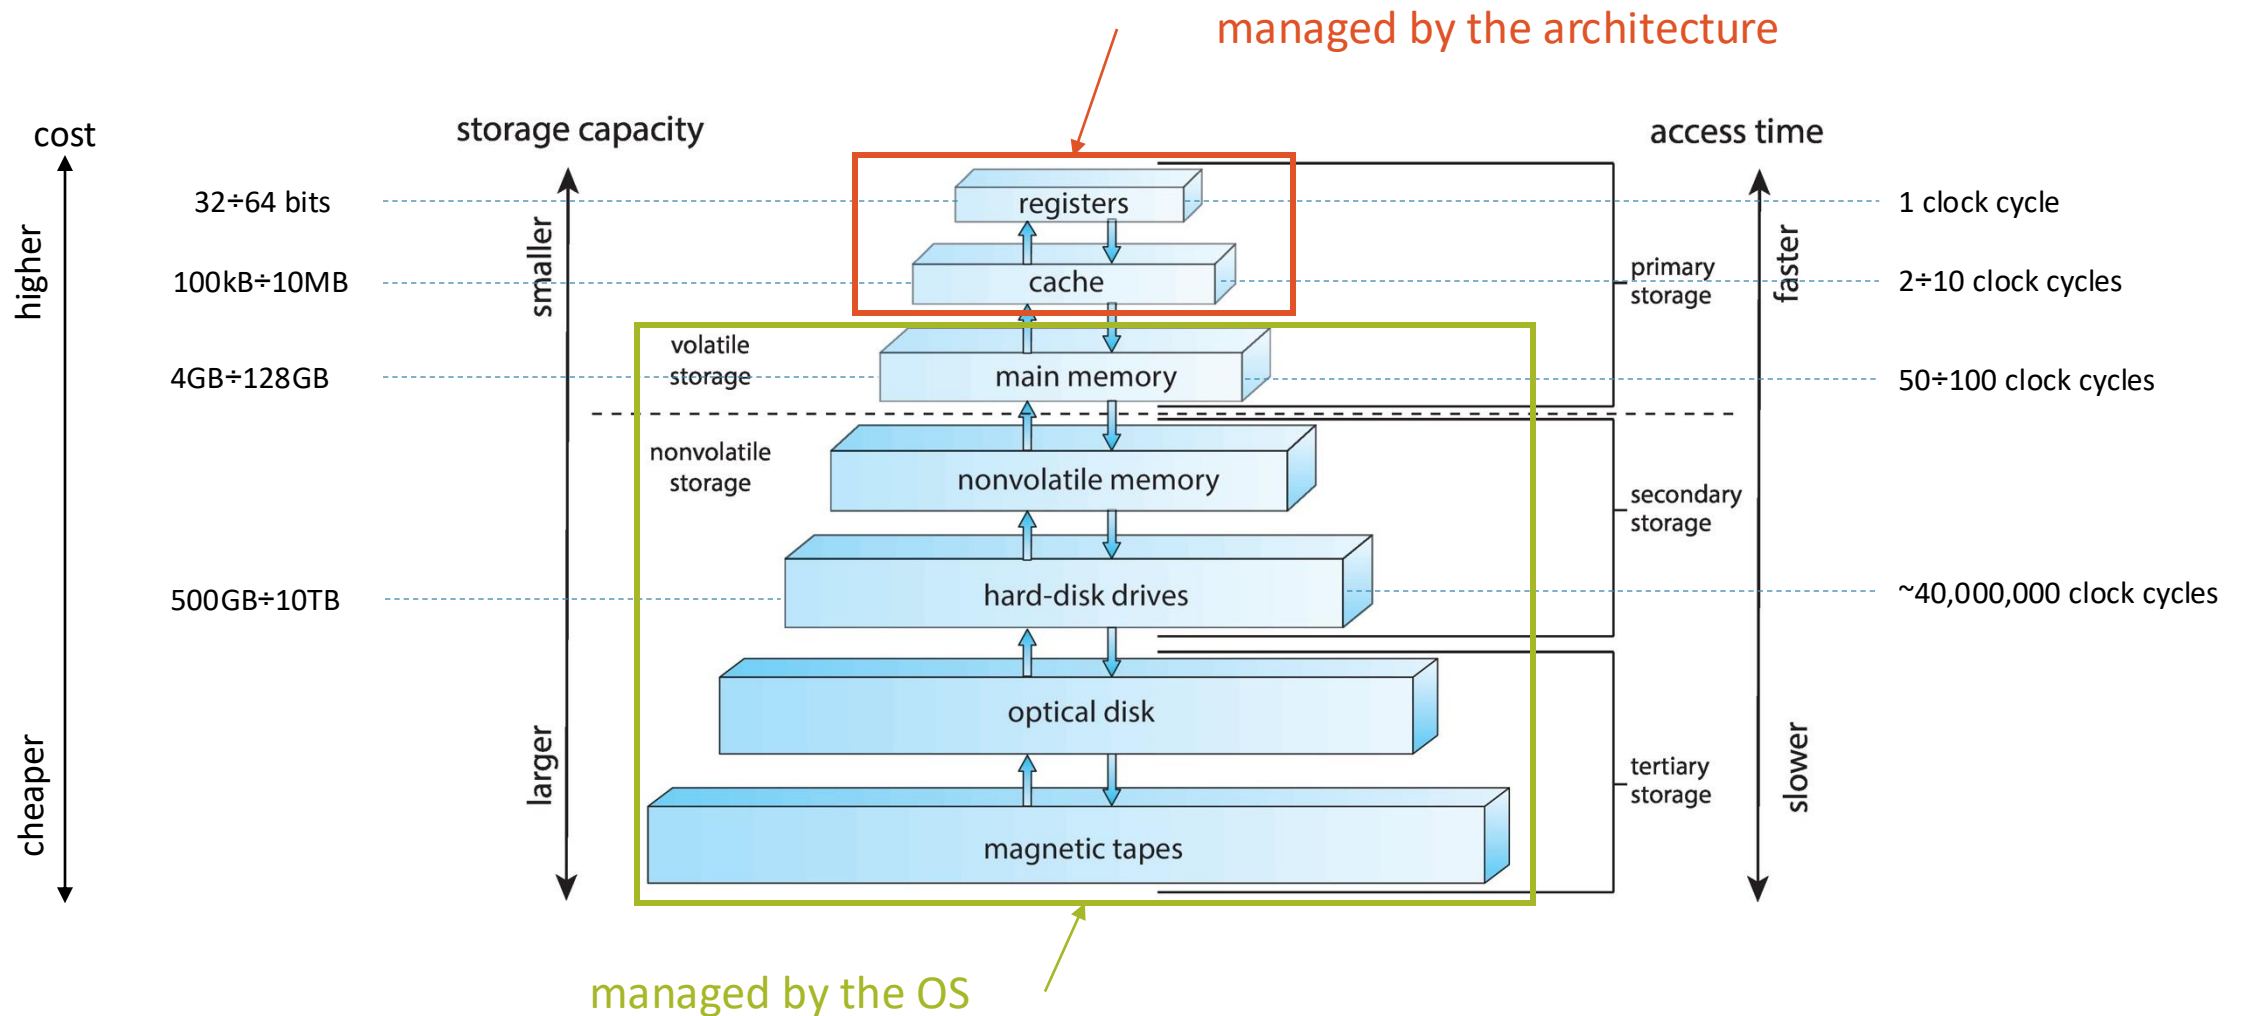 managed by the architecture
cost
storage capacity
access time
higher
cheaper
smaller
larger
32÷64 bits
registers
1 clock cycle
100kB÷10MB
cache
2÷10 clock cycles
primary
storage
faster
volatile
storage
4GB÷128GB
main memory
50÷100 clock cycles
nonvolatile
storage
nonvolatile memory
secondary
storage
500GB÷10TB
hard-disk drives
~40,000,000 clock cycles
optical disk
tertiary
storage
slower
magnetic tapes
managed by the OS